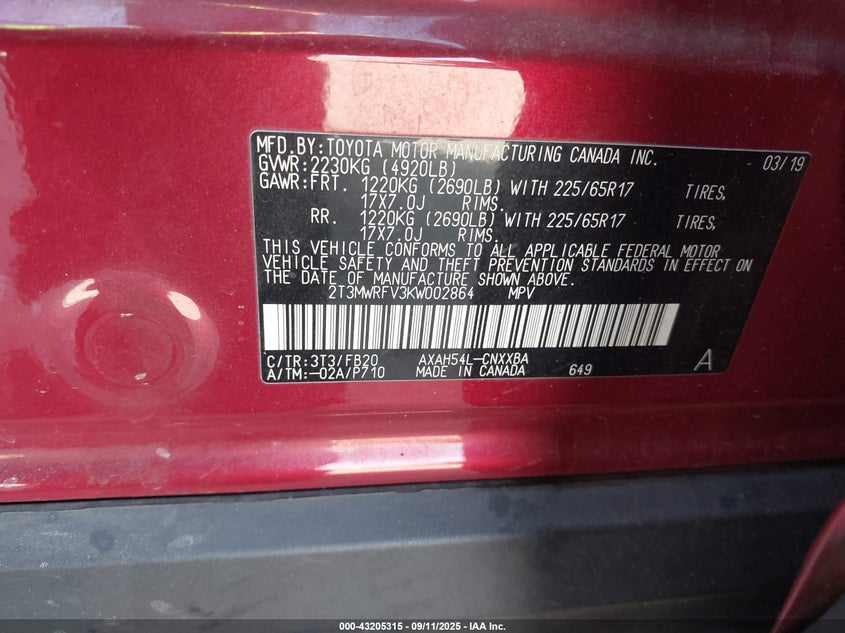 MFD.BY:TOYOTA MOTOR MANUFACTURING CANADA INC. 03/19
GVWR:2230KG (4920LB)
GAWR:FRT. 1220KG (2690LB) WITH 225/65R17 TIRES,
17X7.0J RIMS.
RR. 1220KG (2690LB) WITH 225/65R17 TIRES,
17X7.0J RIMS.
THIS VEHICLE CONFORMS TO ALL APPLICABLE FEDERAL MOTOR
VEHICLE SAFETY AND THEFT PREVENTION STANDARDS IN EFFECT ON
THE DATE OF MANUFACTURE SHOWN ABOVE.
2T3MWRFV3KW002864 MPV
C/TR:3T3/FB20 AXAH54L-CNXXBA
A/TM:-02A/P710 MADE IN CANADA 649 A
000-43205315 - 09/11/2025 - IAA Inc.